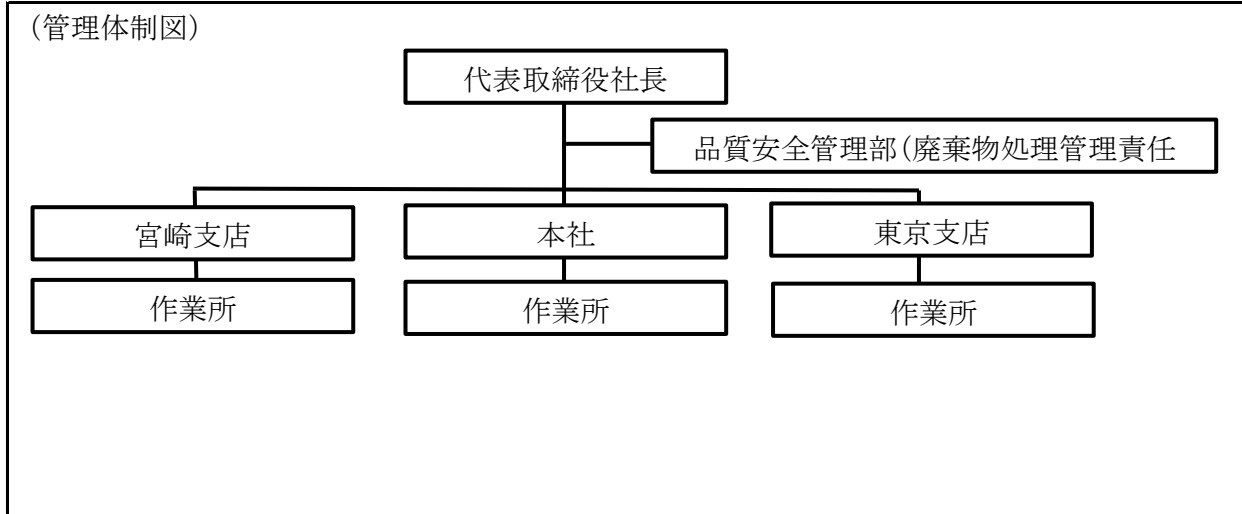 (管理体制図)
代表取締役社長
品質安全管理部(廃棄物処理管理責任
宮崎支店
本社
東京支店
作業所
作業所
作業所